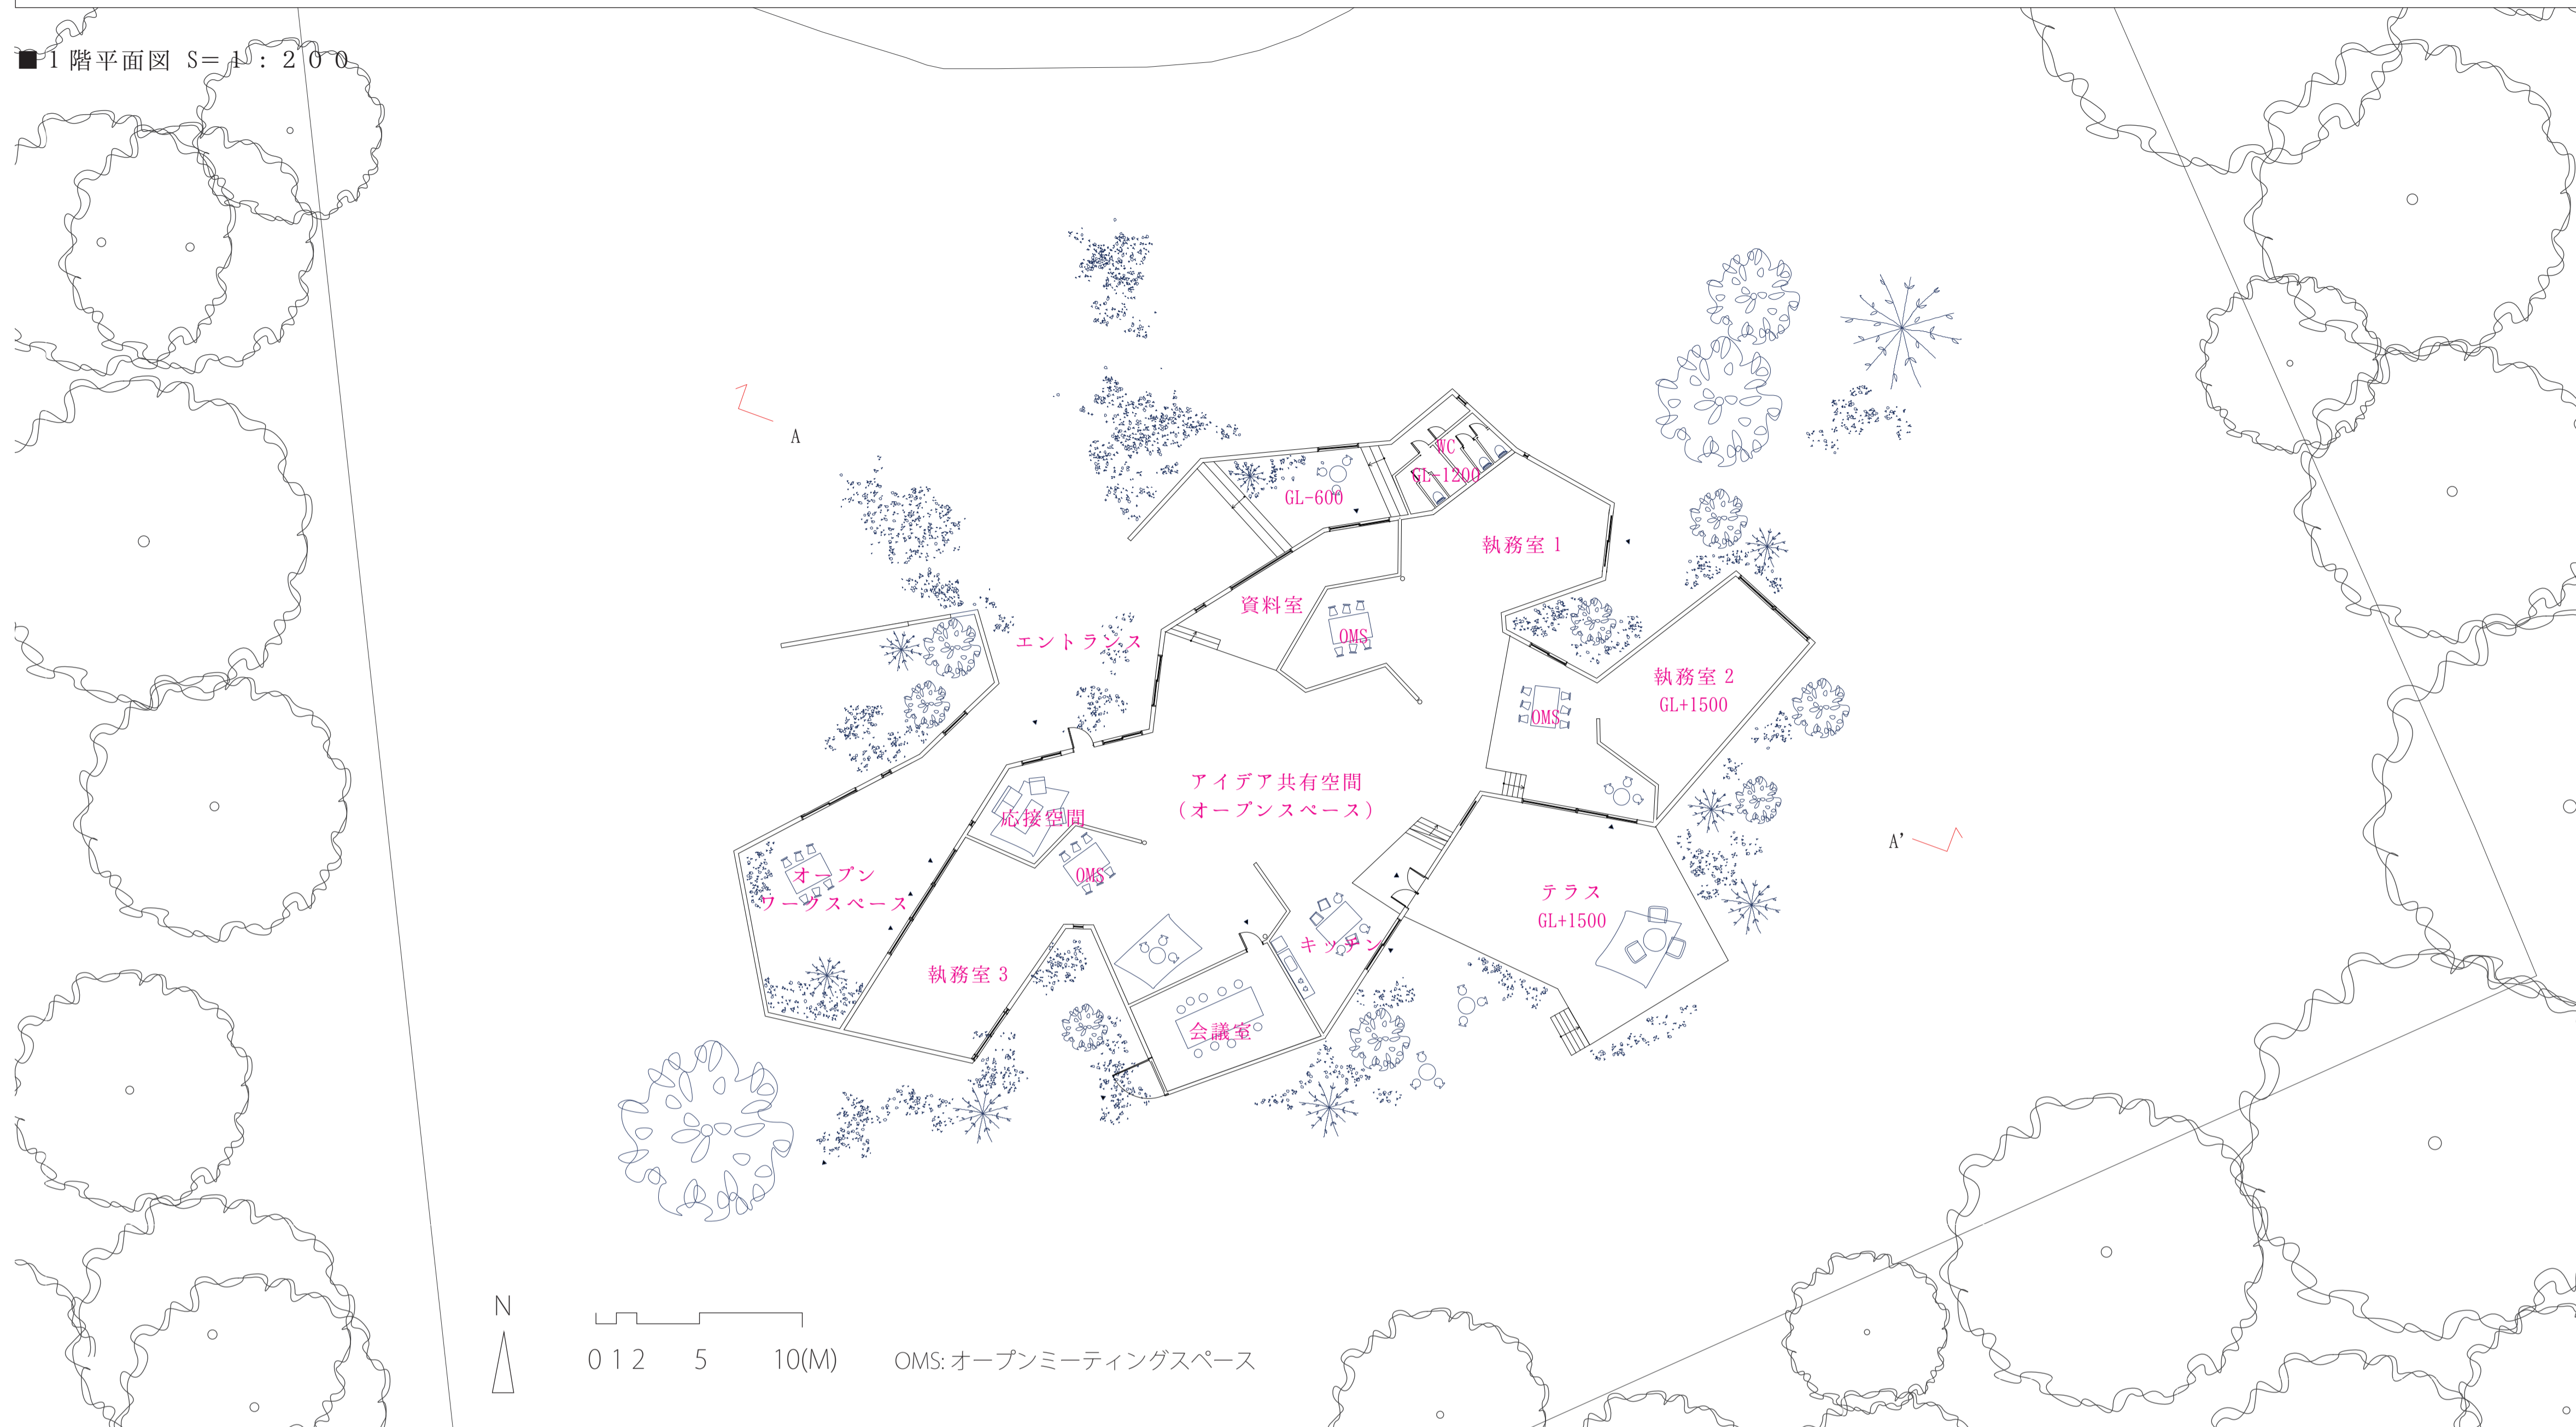 ■1階平面図 S=1:200
A
WC
GL-1200
GL-600
執務室1
資料室
OMS
エントランス
執務室2
GL+1500
OMS
アイデア共有空間
(オープンスペース)
応接空間
A'
オープン
ワークスペース
OMS
テラス
GL+1500
キッチン
執務室3
会議室
N
0 1 2 5 10(M)
OMS:オープンミーティングスペース